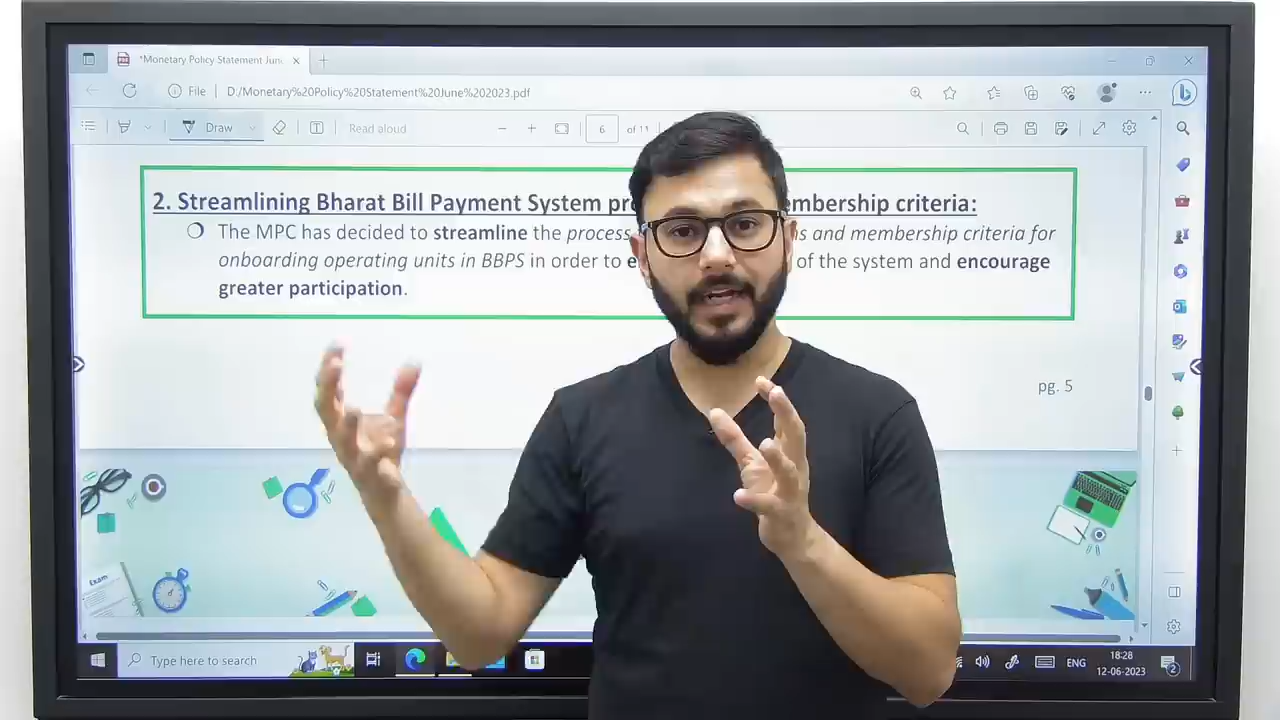 *Monetary Policy Statement June
File
D:/Monetary%20Policy%20Statement%20June%202023.pdf
Draw
Read aloud
6
of 11
2. Streamlining Bharat Bill Payment System embership criteria:
The MPC has decided to streamline the process and membership criteria for
onboarding operating units in BBPS in order to of the system and encourage
greater participation.
pg. 5
Exam
Type here to search
ENG
18:28
12-06-2023
2